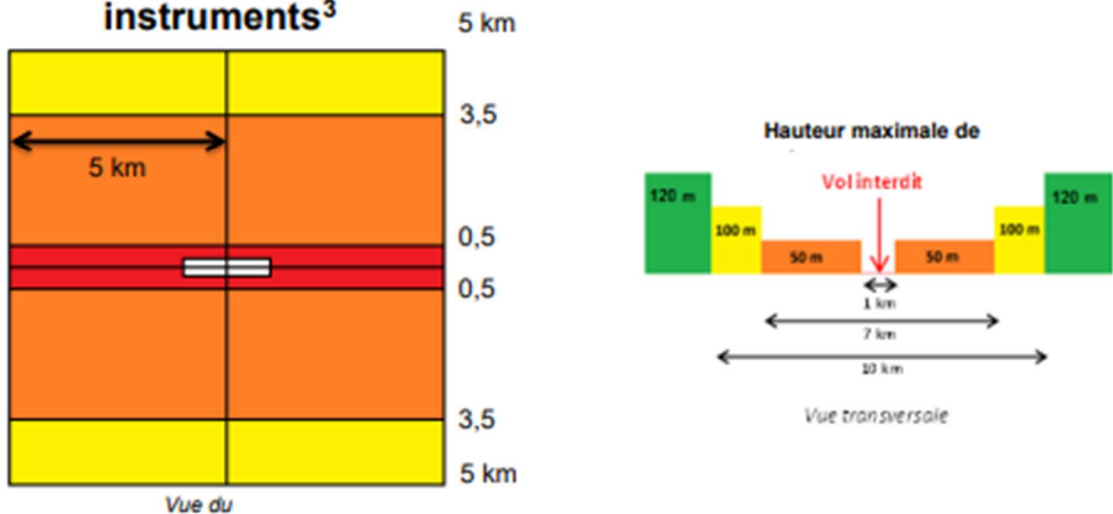 instruments³
5 km
3,5
5 km
0,5
0,5
3,5
5 km
Vue du
Hauteur maximale de
Vol interdit
120 m
120 m
100 m
100 m
50 m
50 m
1 km
7 km
10 km
Vue transversale